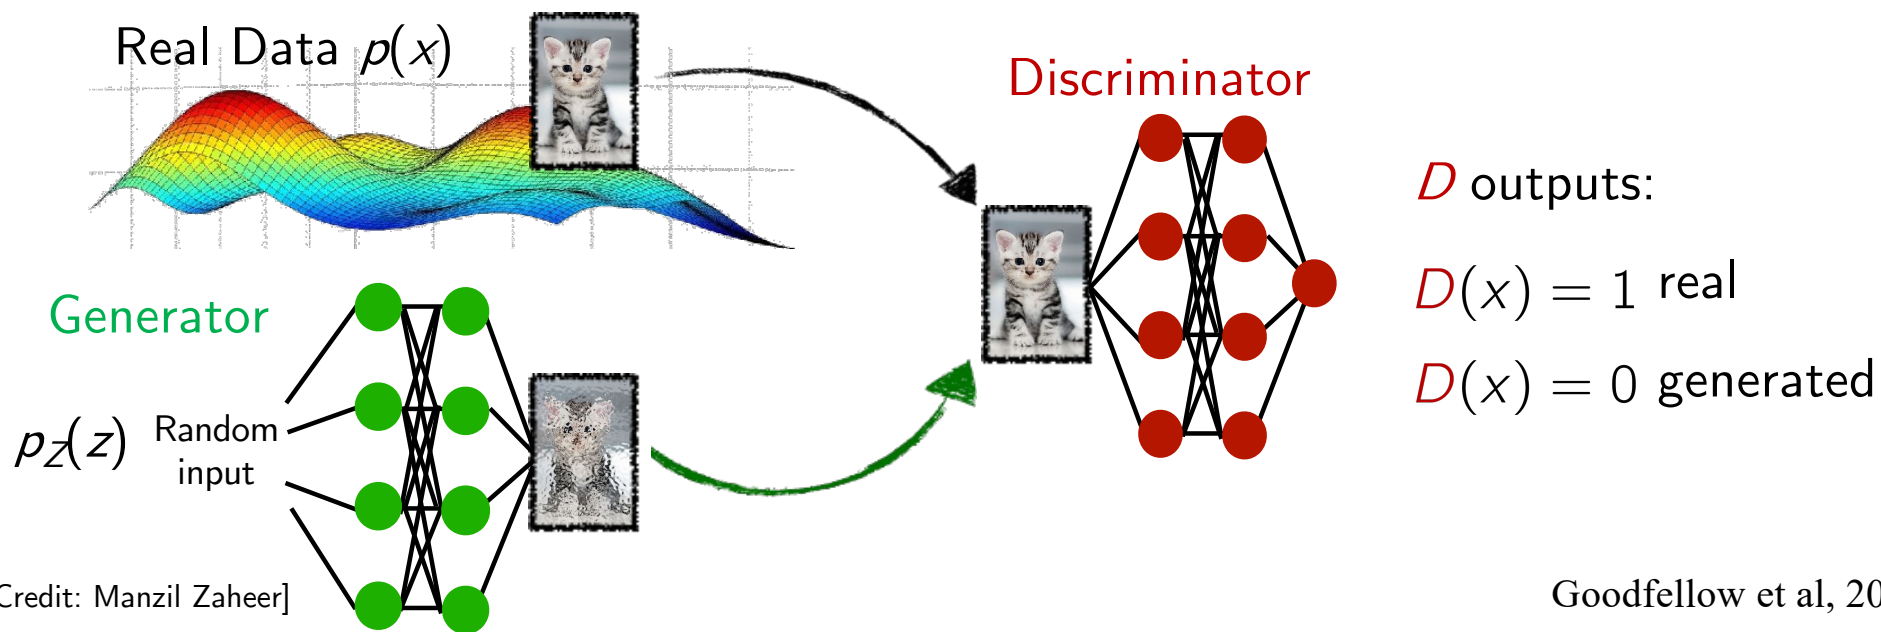 Real Data p(x)
Discriminator
D outputs:
D(x) = 1 real
D(x) = 0 generated
Generator
p_Z(z)
Random
input
Credit: Manzil Zaheer]
Goodfellow et al, 20